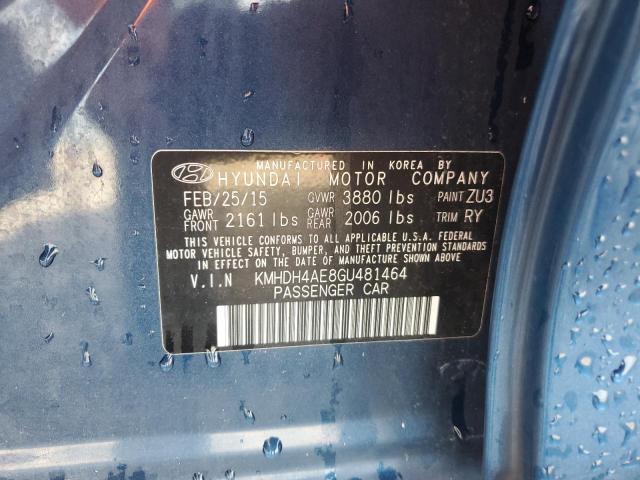 MANUFACTURED IN KOREA BY
HYUNDAI MOTOR COMPANY
FEB/25/15 GVWR 3880 lbs PAINT ZU3
GAWR FRONT 2161 lbs GAWR REAR 2006 lbs TRIM RY
THIS VEHICLE CONFORMS TO ALL APPLICABLE U.S.A. FEDERAL
MOTOR VEHICLE SAFETY, BUMPER, AND THEFT PREVENTION STANDARDS
IN EFFECT ON THE DATE OF MANUFACTURE SHOWN ABOVE.
V.I.N KMHDH4AE8GU481464
PASSENGER CAR